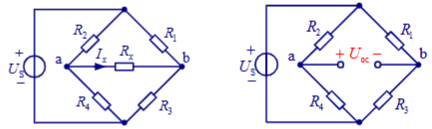 +
U_S
−
R_2
R_1
a
I_x
R_x
b
R_4
R_3
+
U_S
−
R_2
R_1
a
+ U_oc −
b
R_4
R_3